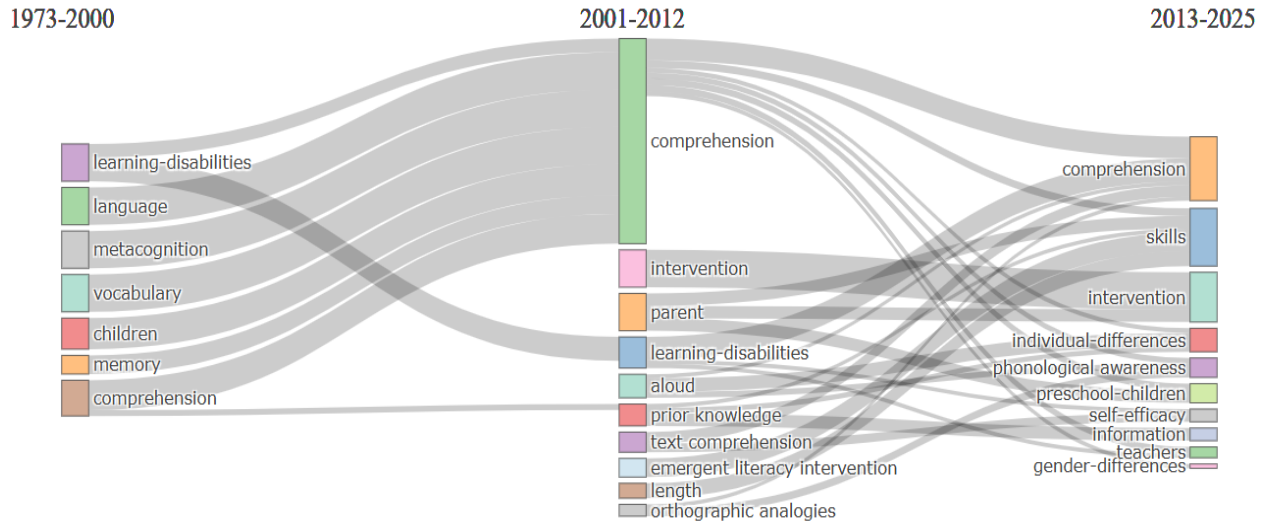 1973-2000
2001-2012
2013-2025
learning-disabilities
language
metacognition
vocabulary
children
memory
comprehension
comprehension
intervention
parent
learning-disabilities
aloud
prior knowledge
text comprehension
emergent literacy intervention
length
orthographic analogies
comprehension
skills
intervention
individual-differences
phonological awareness
preschool-children
self-efficacy
information
teachers
gender-differences